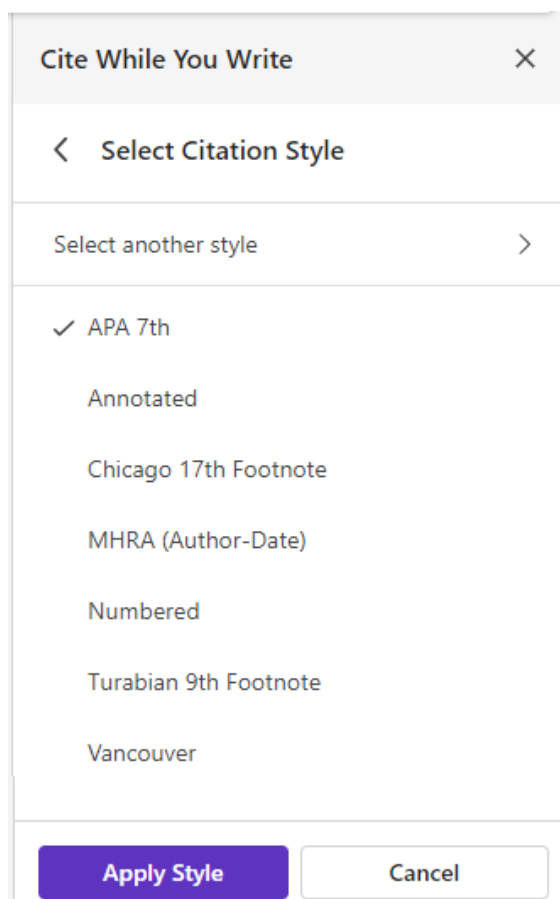 Cite While You Write
Select Citation Style
Select another style
APA 7th
Annotated
Chicago 17th Footnote
MHRA (Author-Date)
Numbered
Turabian 9th Footnote
Vancouver
Apply Style
Cancel